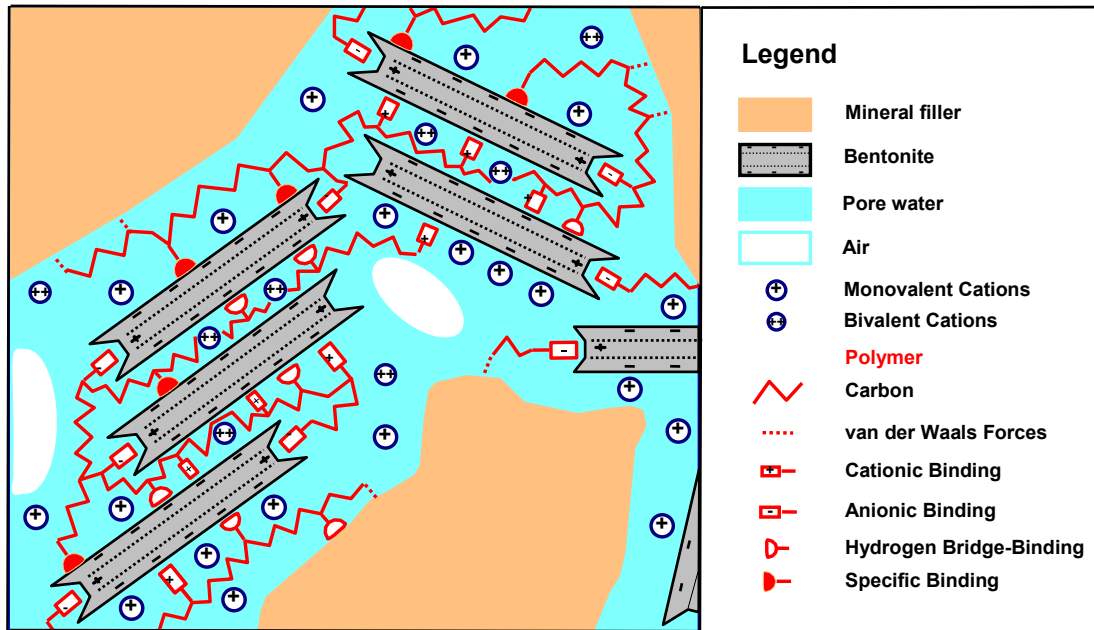 Legend
Mineral filler
Bentonite
Pore water
Air
Monovalent Cations
Bivalent Cations
Polymer
Carbon
van der Waals Forces
Cationic Binding
Anionic Binding
Hydrogen Bridge-Binding
Specific Binding